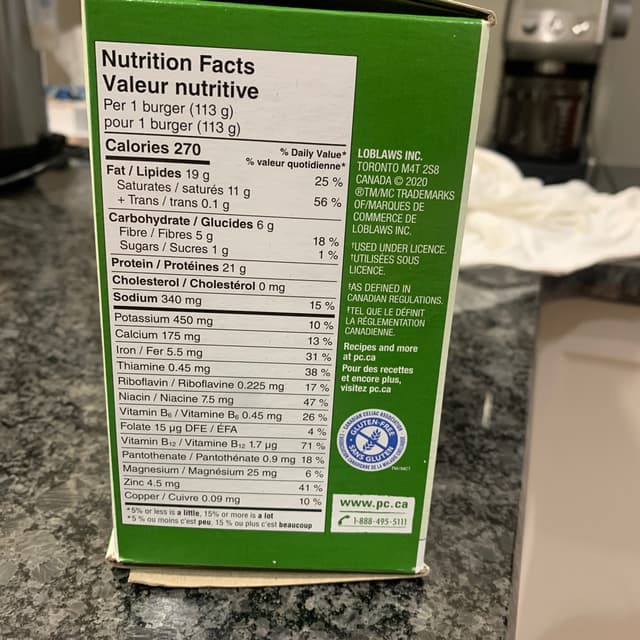 Nutrition Facts
Valeur nutritive
Per 1 burger (113 g)
pour 1 burger (113 g)
Calories 270
% Daily Value*
% valeur quotidienne*
Fat / Lipides 19 g 25 %
Saturates / saturés 11 g
+ Trans / trans 0.1 g 56 %
Carbohydrate / Glucides 6 g
Fibre / Fibres 5 g 18 %
Sugars / Sucres 1 g 1 %
Protein / Protéines 21 g
Cholesterol / Cholestérol 0 mg
Sodium 340 mg 15 %
Potassium 450 mg 10 %
Calcium 175 mg 13 %
Iron / Fer 5.5 mg 31 %
Thiamine 0.45 mg 38 %
Riboflavin / Riboflavine 0.225 mg 17 %
Niacin / Niacine 7.5 mg 47 %
Vitamin B6 / Vitamine B6 0.45 mg 26 %
Folate 15 µg DFE / ÉFA 4 %
Vitamin B12 / Vitamine B12 1.7 µg 71 %
Pantothenate / Pantothénate 0.9 mg 18 %
Magnesium / Magnésium 25 mg 6 %
Zinc 4.5 mg 41 %
Copper / Cuivre 0.09 mg 10 %
*5% or less is a little, 15% or more is a lot
*5 % ou moins c'est peu, 15 % ou plus c'est beaucoup
LOBLAWS INC.
TORONTO M4T 2S8
CANADA © 2020
®TM/MC TRADEMARKS
OF/MARQUES DE
COMMERCE DE
LOBLAWS INC.
†USED UNDER LICENCE.
†UTILISÉES SOUS
LICENCE.
‡AS DEFINED IN
CANADIAN REGULATIONS.
‡TEL QUE LE DÉFINIT
LA RÉGLEMENTATION
CANADIENNE.
Recipes and more
at pc.ca
Pour des recettes
et encore plus,
visitez pc.ca
CANADIAN CELIAC ASSOCIATION
GLUTEN-FREE
SANS GLUTEN
TM/MC†
www.pc.ca
1-888-495-5111